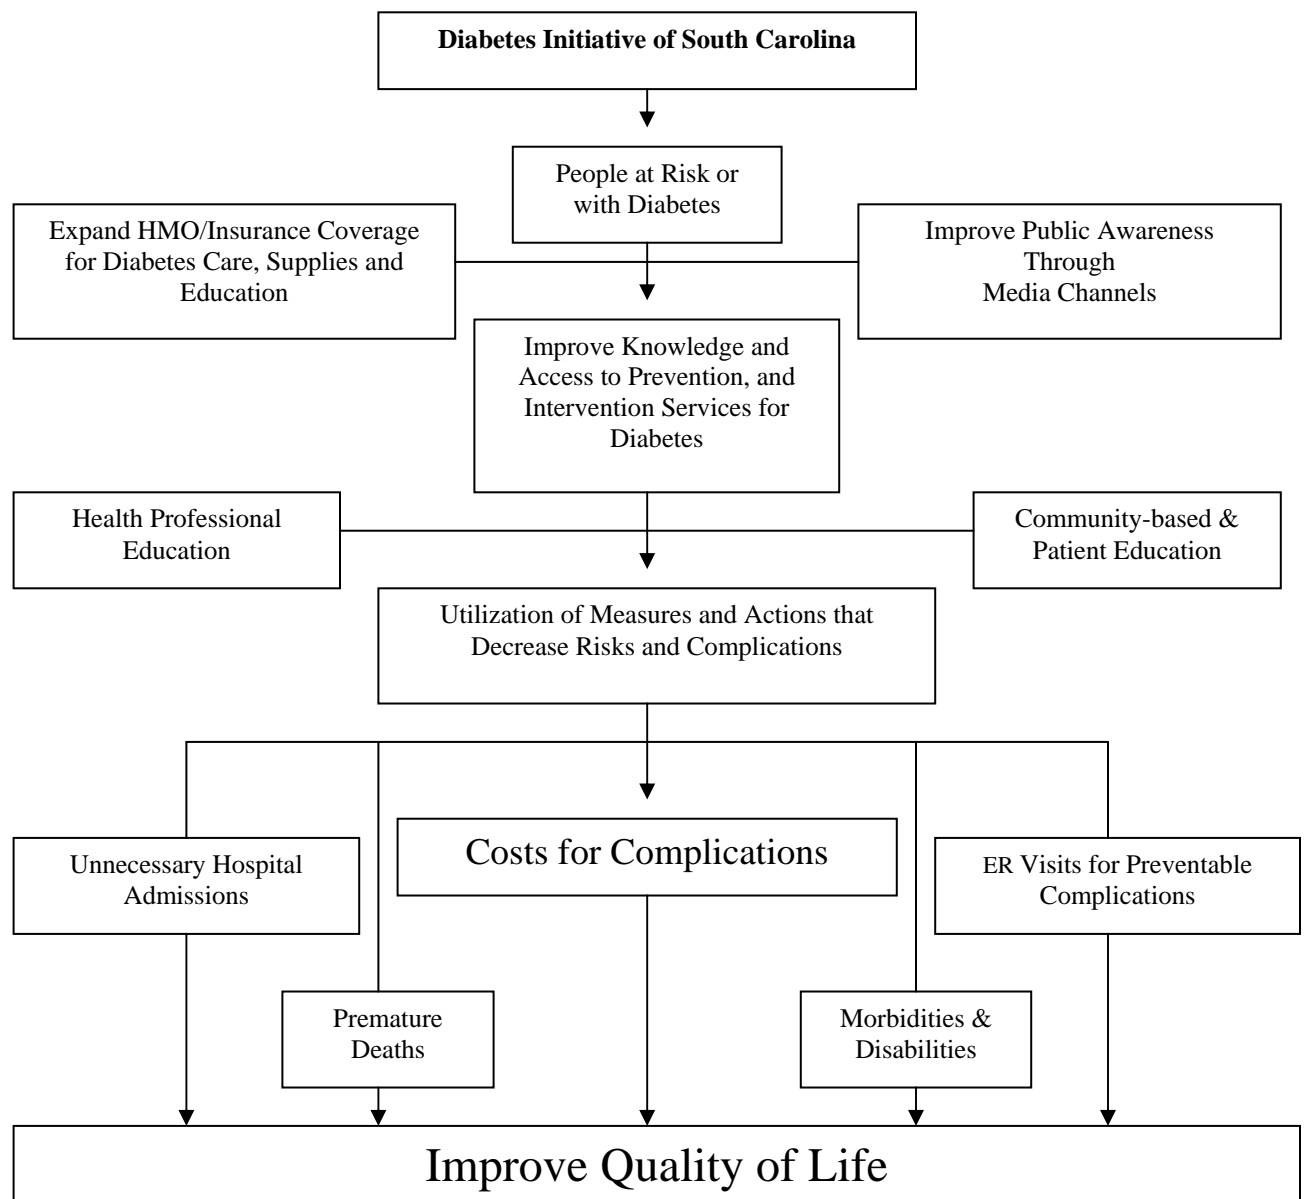 Diabetes Initiative of South Carolina
People at Risk or
with Diabetes
Expand HMO/Insurance Coverage
for Diabetes Care, Supplies and
Education
Improve Public Awareness
Through
Media Channels
Improve Knowledge and
Access to Prevention, and
Intervention Services for
Diabetes
Health Professional
Education
Community-based &
Patient Education
Utilization of Measures and Actions that
Decrease Risks and Complications
Unnecessary Hospital
Admissions
Costs for Complications
ER Visits for Preventable
Complications
Premature
Deaths
Morbidities &
Disabilities
Improve Quality of Life